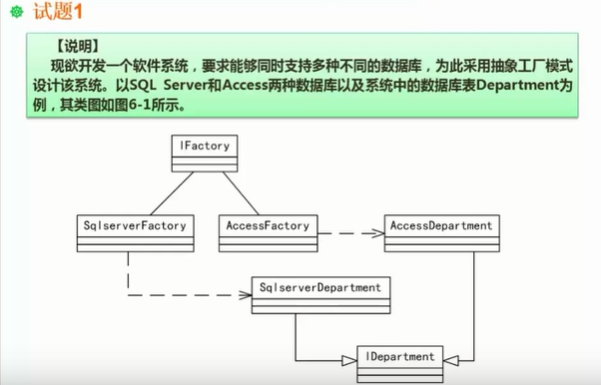 试题1
【说明】
现欲开发一个软件系统，要求能够同时支持多种不同的数据库，为此采用抽象工厂模式
设计该系统。以SQL Server和Access两种数据库以及系统中的数据库表Department为
例，其类图如图6-1所示。
IFactory
SqlserverFactory
AccessFactory
AccessDepartment
SqlserverDepartment
IDepartment